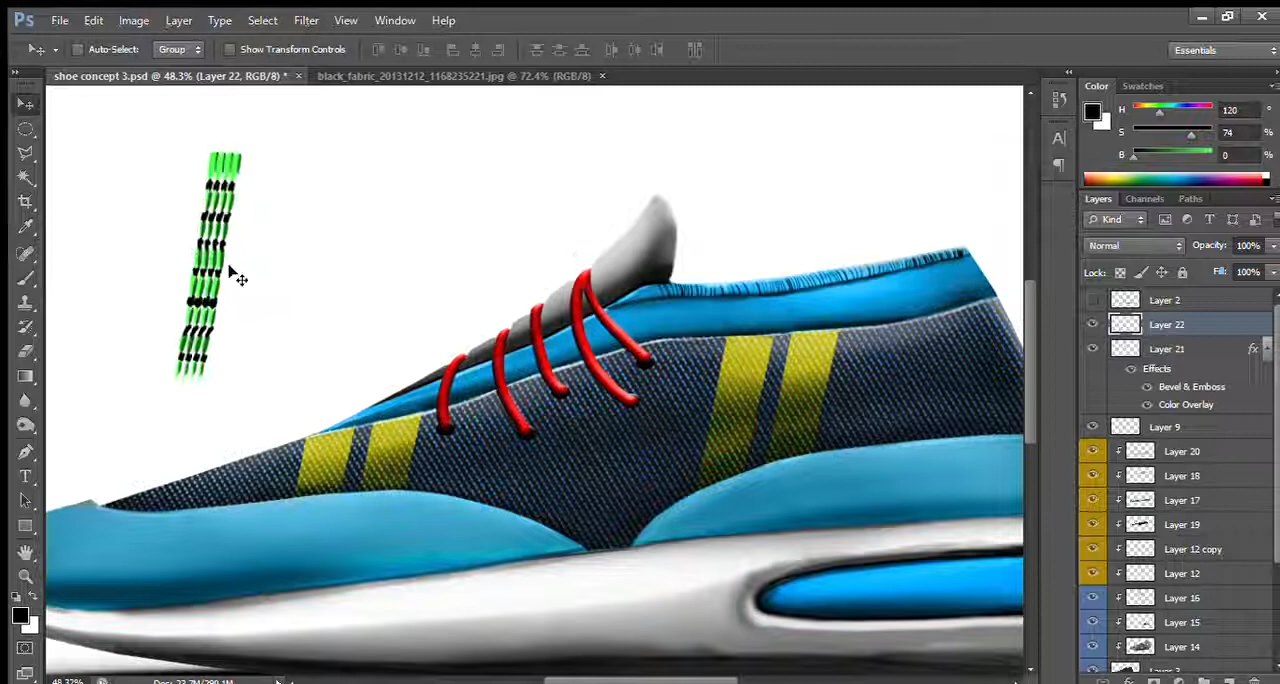 Ps File Edit Image Layer Type Select Filter View Window Help
Auto-Select: Group Show Transform Controls Essentials
shoe concept 3.psd @ 48.3% (Layer 22, RGB/8) * × black_fabric_20131212_1168235221.jpg @ 72.4% (RGB/8) ×
Color Swatches
H 120 °
S 74 %
B 0 %
Layers Channels Paths
Kind
Normal Opacity: 100%
Lock: Fill: 100%
Layer 2
Layer 22
Layer 21 fx
Effects
Bevel & Emboss
Color Overlay
Layer 9
Layer 20
Layer 18
Layer 17
Layer 19
Layer 12 copy
Layer 12
Layer 16
Layer 15
Layer 14